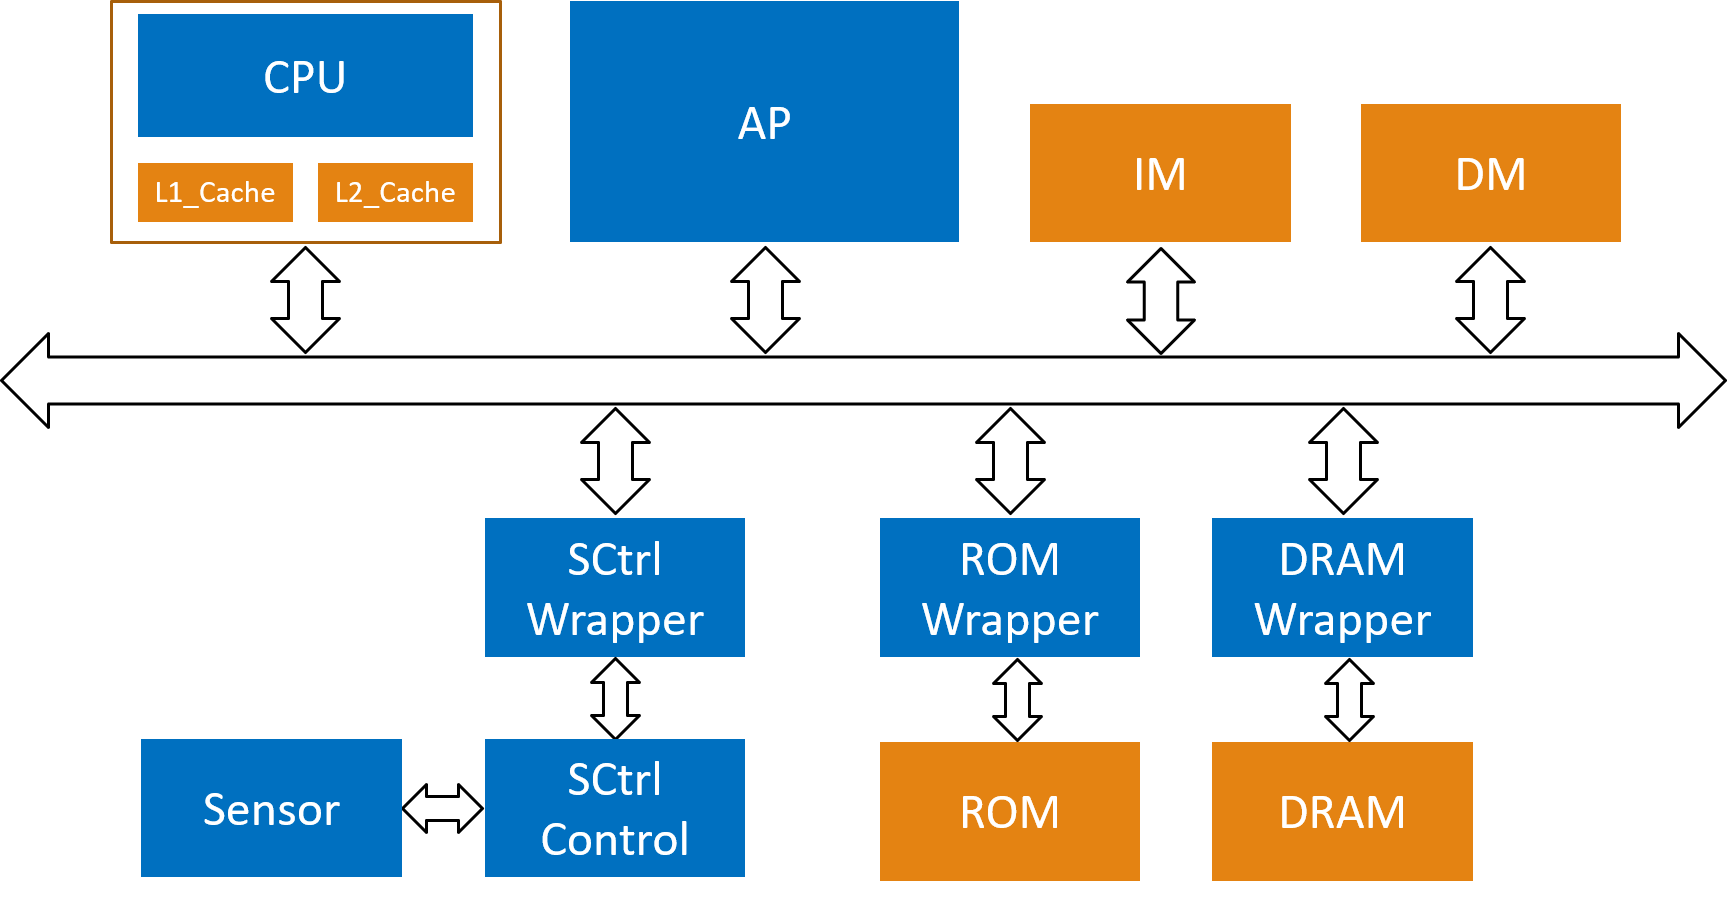 CPU
L1_Cache
L2_Cache
AP
IM
DM
SCtrl
Wrapper
ROM
Wrapper
DRAM
Wrapper
Sensor
SCtrl
Control
ROM
DRAM